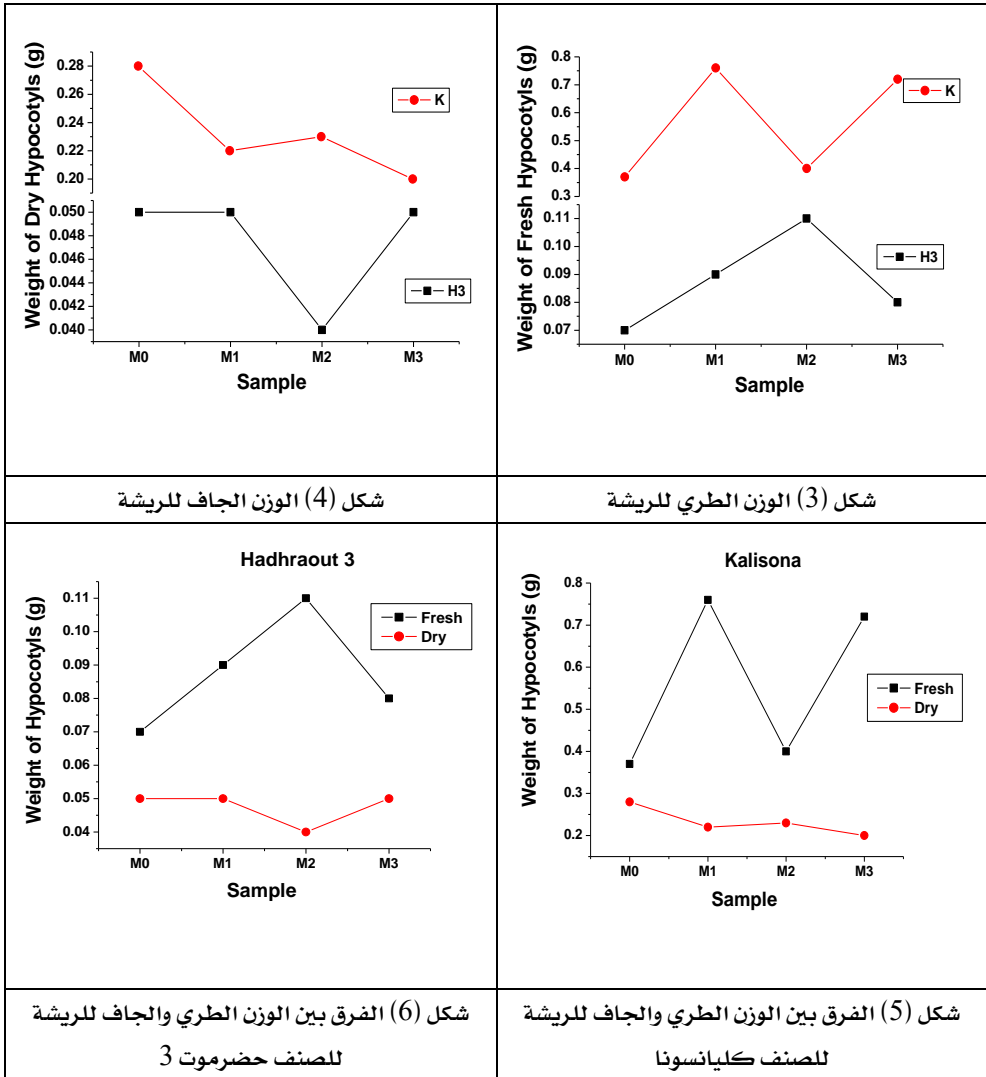 Weight of Dry Hypocotyls (g)
0.28
0.26
0.24
0.22
0.20
0.050
0.048
0.046
0.044
0.042
0.040
K
H3
M0 M1 M2 M3
Sample
Weight of Fresh Hypocotyls (g)
0.8
0.7
0.6
0.5
0.4
0.3
0.11
0.10
0.09
0.08
0.07
K
H3
M0 M1 M2 M3
Sample
شكل (3) الوزن الطري للريشة
شكل (4) الوزن الجاف للريشة
Hadhraout 3
Weight of Hypocotyls (g)
0.11
0.10
0.09
0.08
0.07
0.06
0.05
0.04
Fresh
Dry
M0 M1 M2 M3
Sample
Kalisona
Weight of Hypocotyls (g)
0.8
0.7
0.6
0.5
0.4
0.3
0.2
Fresh
Dry
M0 M1 M2 M3
Sample
شكل (5) الفرق بين الوزن الطري والجاف للريشة
للصنف كليانسونا
شكل (6) الفرق بين الوزن الطري والجاف للريشة
للصنف حضرموت 3